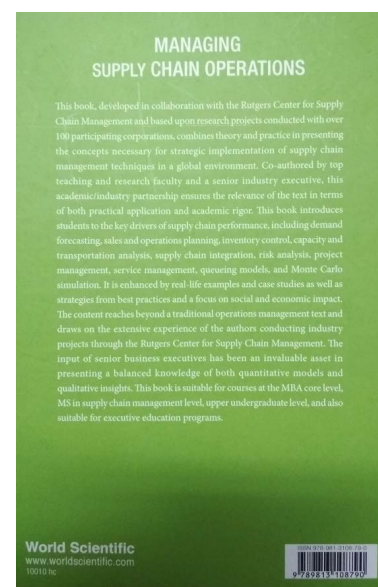 MANAGING
SUPPLY CHAIN OPERATIONS
This book, developed in collaboration with the Rutgers Center for Supply
Chain Management and based upon research projects conducted with over
100 participating corporations, combines theory and practice in presenting
the concepts necessary for strategic implementation of supply chain
management techniques in a global environment. Co-authored by top
teaching and research faculty and a senior industry executive, this
academic/industry partnership ensures the relevance of the text in terms
of both practical application and academic rigor. This book introduces
students to the key drivers of supply chain performance, including demand
forecasting, sales and operations planning, inventory control, capacity and
transportation analysis, supply chain integration, risk analysis, project
management, service management, queueing models, and Monte Carlo
simulation. It is enhanced by real-life examples and case studies as well as
strategies from best practices and a focus on social and economic impact.
The content reaches beyond a traditional operations management text and
draws on the extensive experience of the authors conducting industry
projects through the Rutgers Center for Supply Chain Management. The
input of senior business executives has been an invaluable asset in
presenting a balanced knowledge of both quantitative models and
qualitative insights. This book is suitable for courses at the MBA core level,
MS in supply chain management level, upper undergraduate level, and also
suitable for executive education programs.
World Scientific
www.worldscientific.com
10010 hc
ISBN 978-981-3108-79-0
9 789813 108790